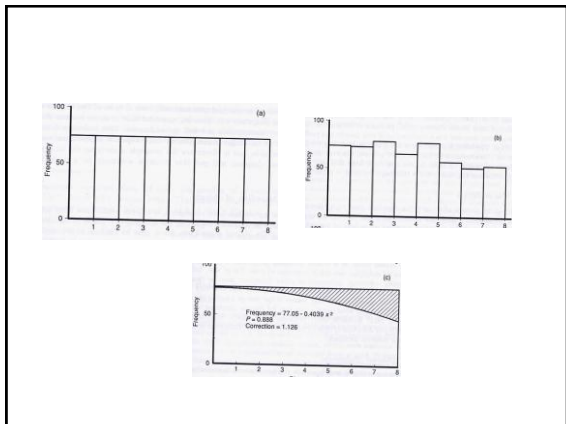 100
(a)
Frequency
50
0
1 2 3 4 5 6 7 8
100
(b)
Frequency
50
0
1 2 3 4 5 6 7 8
100
(c)
Frequency
50
Frequency = 77.05 - 0.4039 x²
P = 0.888
Correction = 1.126
0
1 2 3 4 5 6 7 8